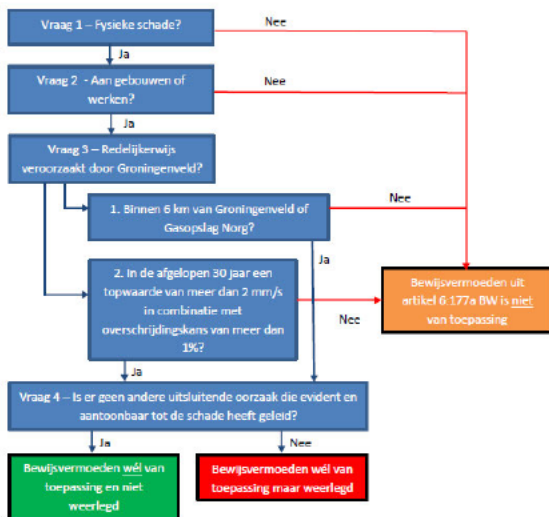 Vraag 1 – Fysieke schade?
Nee
Ja
Vraag 2 - Aan gebouwen of
werken?
Nee
Ja
Vraag 3 – Redelijkerwijs
veroorzaakt door Groningenveld?
1. Binnen 6 km van Groningenveld of
Gasopslag Norg?
Nee
Ja
2. In de afgelopen 30 jaar een
topwaarde van meer dan 2 mm/s
in combinatie met
overschrijdingskans van meer dan
1%?
Nee
Bewijsvermoeden uit
artikel 6:177a BW is niet
van toepassing
Ja
Vraag 4 – Is er geen andere uitsluitende oorzaak die evident en
aantoonbaar tot de schade heeft geleid?
Ja
Nee
Bewijsvermoeden wél van
toepassing en niet
weerlegd
Bewijsvermoeden wél van
toepassing maar weerlegd